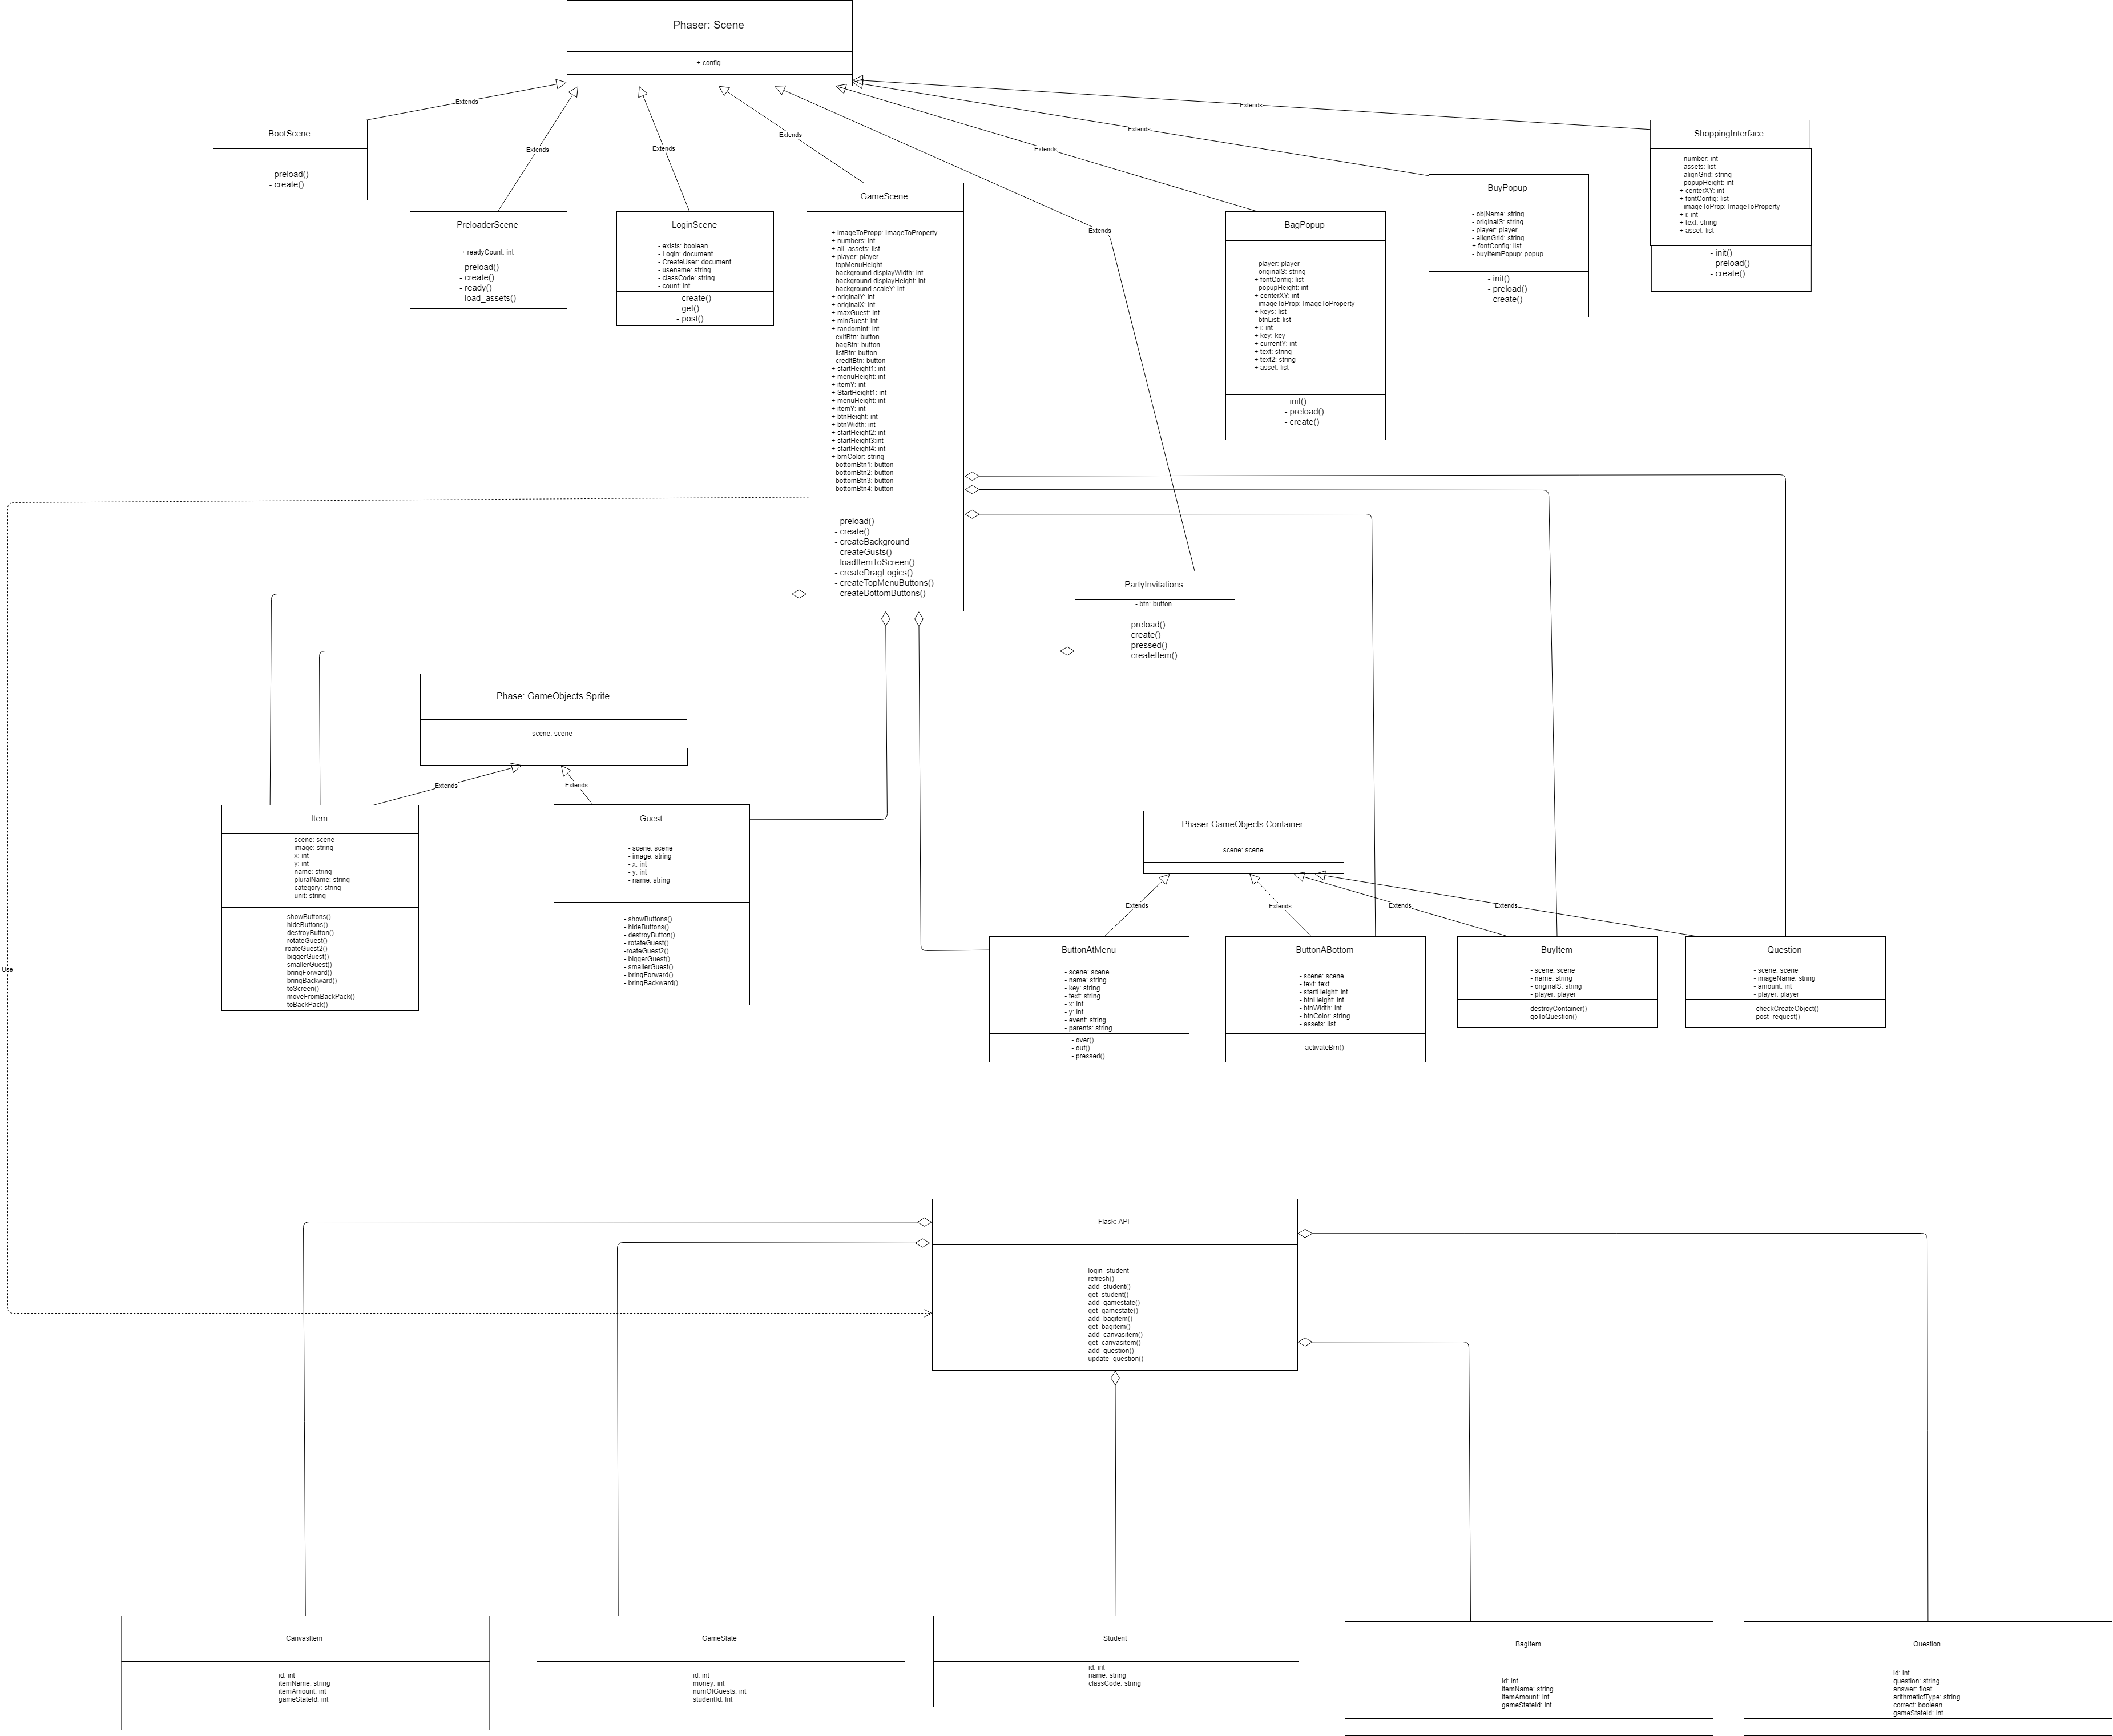 Phaser: Scene
+ config
Extends
Extends
Extends
Extends
Extends
Extends
Extends
Extends
BootScene
- preload()
- create()
PreloaderScene
+ readyCount: int
- preload()
- create()
- ready()
- load_assets()
LoginScene
- exists: boolean
- Login: document
- CreateUser: document
- usename: string
- classCode: string
- count: int
- create()
- get()
- post()
GameScene
+ imageToPropp: ImageToProperty
+ numbers: int
+ all_assets: list
+ player: player
- topMenuHeight
- background.displayWidth: int
- background.displayHeight: int
- background.scaleY: int
+ originalY: int
+ originalX: int
+ maxGuest: int
+ minGuest: int
+ randomInt: int
- exitBtn: button
- bagBtn: button
- listBtn: button
- creditBtn: button
+ startHeight1: int
+ menuHeight: int
+ itemY: int
+ StartHeight1: int
+ menuHeight: int
+ itemY: int
+ btnHeight: int
+ btnWidth: int
+ startHeight2: int
+ startHeight3:int
+ startHeight4: int
+ brnColor: string
- bottomBtn1: button
- bottomBtn2: button
- bottomBtn3: button
- bottomBtn4: button
- preload()
- create()
- createBackground
- createGusts()
- loadItemToScreen()
- createDragLogics()
- createTopMenuButtons()
- createBottomButtons()
BagPopup
- player: player
- originalS: string
+ fontConfig: list
- popupHeight: int
+ centerXY: int
- imageToProp: ImageToProperty
+ keys: list
- btnList: list
+ i: int
+ key: key
+ currentY: int
+ text: string
+ text2: string
+ asset: list
- init()
- preload()
- create()
BuyPopup
- objName: string
- originalS: string
- player: player
- alignGrid: string
+ fontConfig: list
- buyItemPopup: popup
- init()
- preload()
- create()
ShoppingInterface
- number: int
- assets: list
- alignGrid: string
- popupHeight: int
+ centerXY: int
+ fontConfig: list
- imageToProp: ImageToProperty
+ i: int
+ text: string
+ asset: list
- init()
- preload()
- create()
PartyInvitations
- btn: button
preload()
create()
pressed()
createItem()
Phase: GameObjects.Sprite
scene: scene
Extends
Extends
Item
- scene: scene
- image: string
- x: int
- y: int
- name: string
- pluralName: string
- category: string
- unit: string
- showButtons()
- hideButtons()
- destroyButton()
- rotateGuest()
-roateGuest2()
- biggerGuest()
- smallerGuest()
- bringForward()
- bringBackward()
- toScreen()
- moveFromBackPack()
- toBackPack()
Guest
- scene: scene
- image: string
- x: int
- y: int
- name: string
- showButtons()
- hideButtons()
- destroyButton()
- rotateGuest()
-roateGuest2()
- biggerGuest()
- smallerGuest()
- bringForward()
- bringBackward()
Phaser:GameObjects.Container
scene: scene
Extends
Extends
Extends
Extends
ButtonAtMenu
- scene: scene
- name: string
- key: string
- text: string
- x: int
- y: int
- event: string
- parents: string
- over()
- out()
- pressed()
ButtonABottom
- scene: scene
- text: text
- startHeight: int
- btnHeight: int
- btnWidth: int
- btnColor: string
- assets: list
activateBrn()
BuyItem
- scene: scene
- name: string
- originalS: string
- player: player
- destroyContainer()
- goToQuestion()
Question
- scene: scene
- imageName: string
- amount: int
- player: player
- checkCreateObject()
- post_request()
Use
Flask: API
- login_student
- refresh()
- add_student()
- get_student()
- add_gamestate()
- get_gamestate()
- add_bagitem()
- get_bagitem()
- add_canvasitem()
- get_canvasitem()
- add_question()
- update_question()
CanvasItem
id: int
itemName: string
itemAmount: int
gameStateId: int
GameState
id: int
money: int
numOfGuests: int
studentId: Int
Student
id: int
name: string
classCode: string
BagItem
id: int
itemName: string
itemAmount: int
gameStateId: int
Question
id: int
question: string
answer: float
arithmeticfType: string
correct: boolean
gameStateId: int